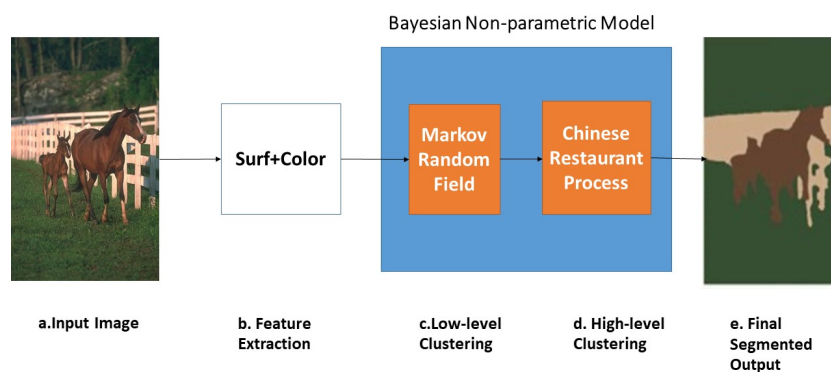 Bayesian Non-parametric Model
Surf+Color
Markov
Random
Field
Chinese
Restaurant
Process
a.Input Image
b. Feature
Extraction
c.Low-level
Clustering
d. High-level
Clustering
e. Final
Segmented
Output